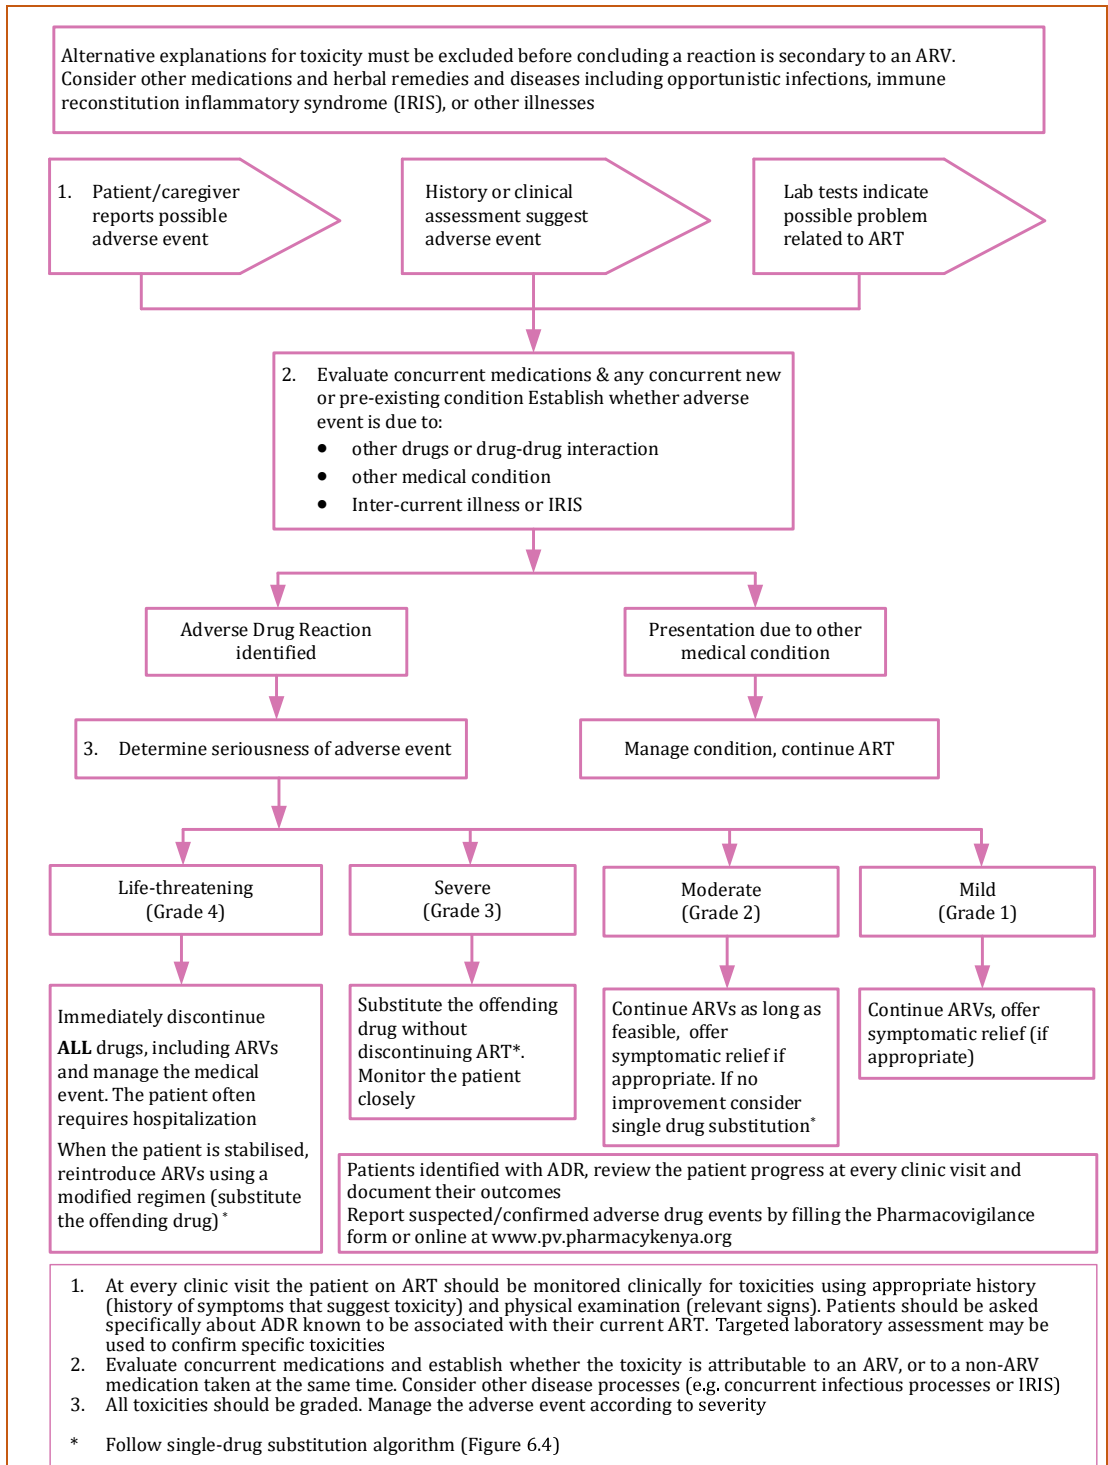 Alternative explanations for toxicity must be excluded before concluding a reaction is secondary to an ARV.
Consider other medications and herbal remedies and diseases including opportunistic infections, immune
reconstitution inflammatory syndrome (IRIS), or other illnesses
1. Patient/caregiver
reports possible
adverse event
History or clinical
assessment suggest
adverse event
Lab tests indicate
possible problem
related to ART
2. Evaluate concurrent medications & any concurrent new
or pre-existing condition Establish whether adverse
event is due to:
• other drugs or drug-drug interaction
• other medical condition
• Inter-current illness or IRIS
Adverse Drug Reaction
identified
Presentation due to other
medical condition
3. Determine seriousness of adverse event
Manage condition, continue ART
Life-threatening
(Grade 4)
Severe
(Grade 3)
Moderate
(Grade 2)
Mild
(Grade 1)
Immediately discontinue
ALL drugs, including ARVs
and manage the medical
event. The patient often
requires hospitalization
When the patient is stabilised,
reintroduce ARVs using a
modified regimen (substitute
the offending drug)*
Substitute the offending
drug without
discontinuing ART*.
Monitor the patient
closely
Continue ARVs as long as
feasible, offer
symptomatic relief if
appropriate. If no
improvement consider
single drug substitution*
Continue ARVs, offer
symptomatic relief (if
appropriate)
Patients identified with ADR, review the patient progress at every clinic visit and
document their outcomes
Report suspected/confirmed adverse drug events by filling the Pharmacovigilance
form or online at www.pv.pharmacykenya.org
1. At every clinic visit the patient on ART should be monitored clinically for toxicities using appropriate history
(history of symptoms that suggest toxicity) and physical examination (relevant signs). Patients should be asked
specifically about ADR known to be associated with their current ART. Targeted laboratory assessment may be
used to confirm specific toxicities
2. Evaluate concurrent medications and establish whether the toxicity is attributable to an ARV, or to a non-ARV
medication taken at the same time. Consider other disease processes (e.g. concurrent infectious processes or IRIS)
3. All toxicities should be graded. Manage the adverse event according to severity
* Follow single-drug substitution algorithm (Figure 6.4)